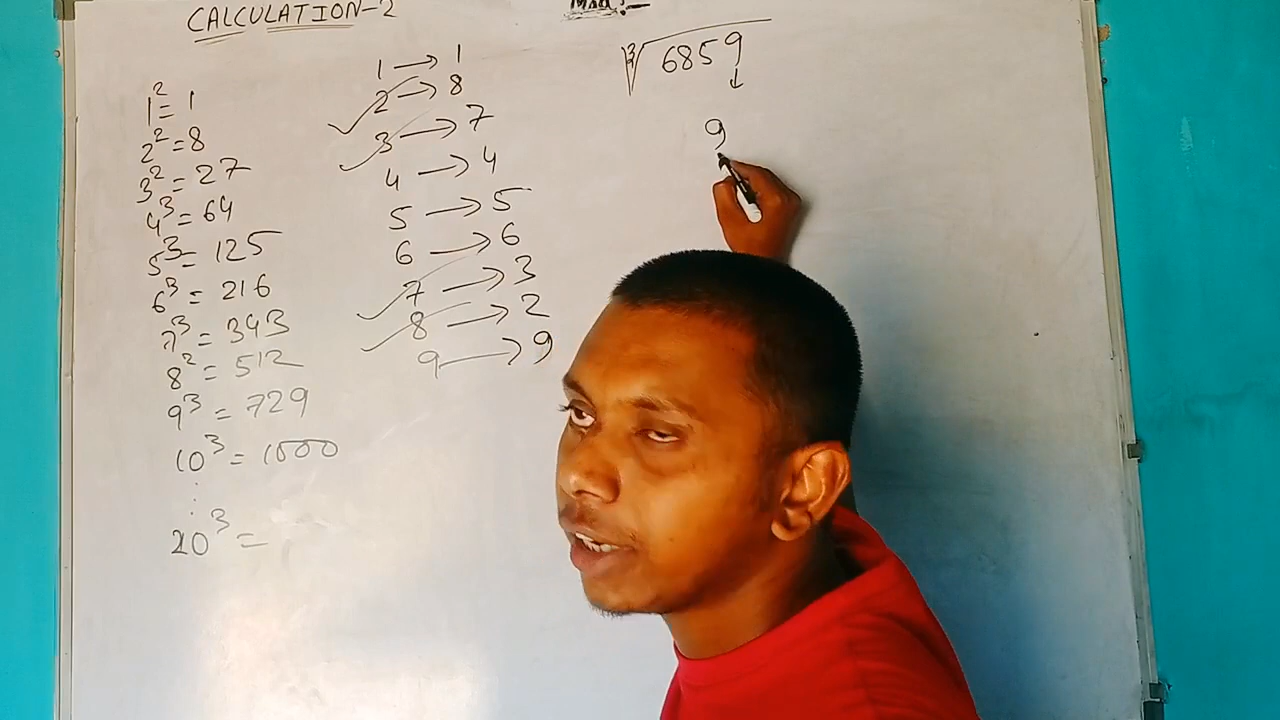 CALCULATION-2
1² = 1
2² = 8
3² = 27
4³ = 64
5³ = 125
6³ = 216
7³ = 343
8² = 512
9³ = 729
10³ = 1000
⋮
20³ =
1 → 1
2 → 8
3 → 7
4 → 4
5 → 5
6 → 6
7 → 3
8 → 2
9 → 9
∛6859
↓
9